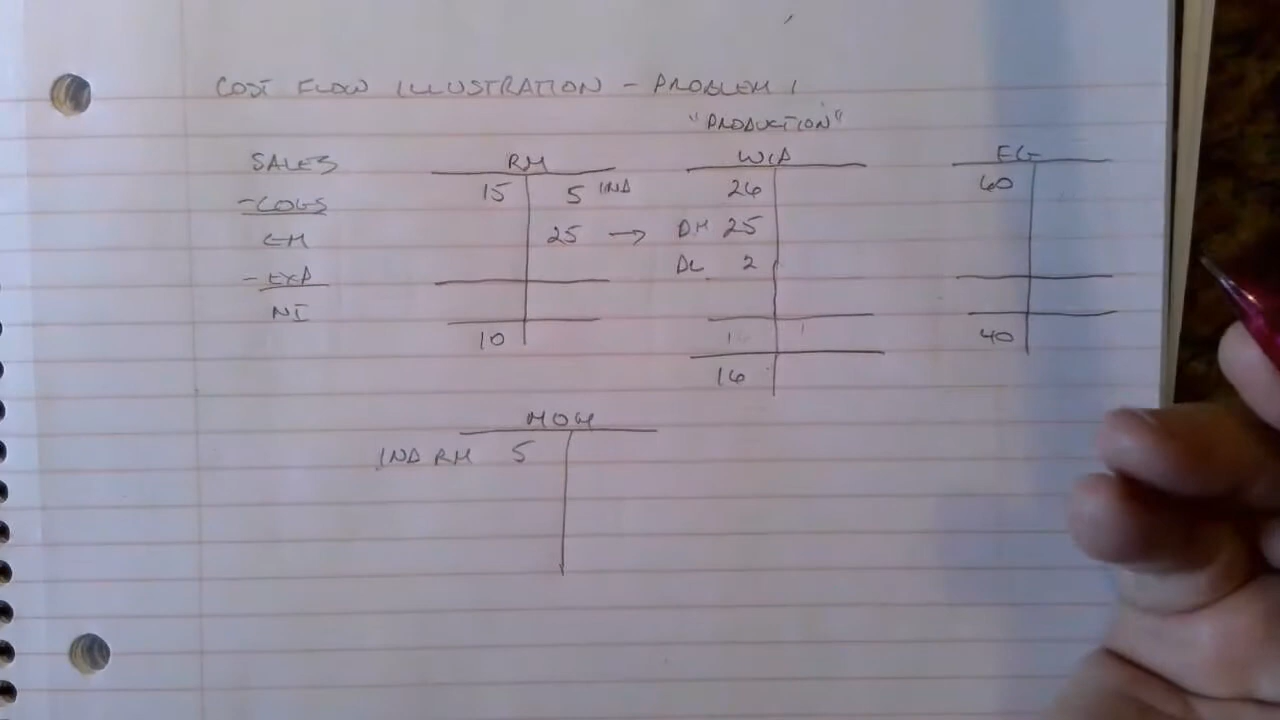 COST FLOW ILLUSTRATION - PROBLEM 1
"PRODUCTION"
SALES RM WIP FG
15 5 IND 26 60
-COGS
GM 25 → DM 25
DL 2
-EXP
NI
10 40
16
MOH
IND RM 5